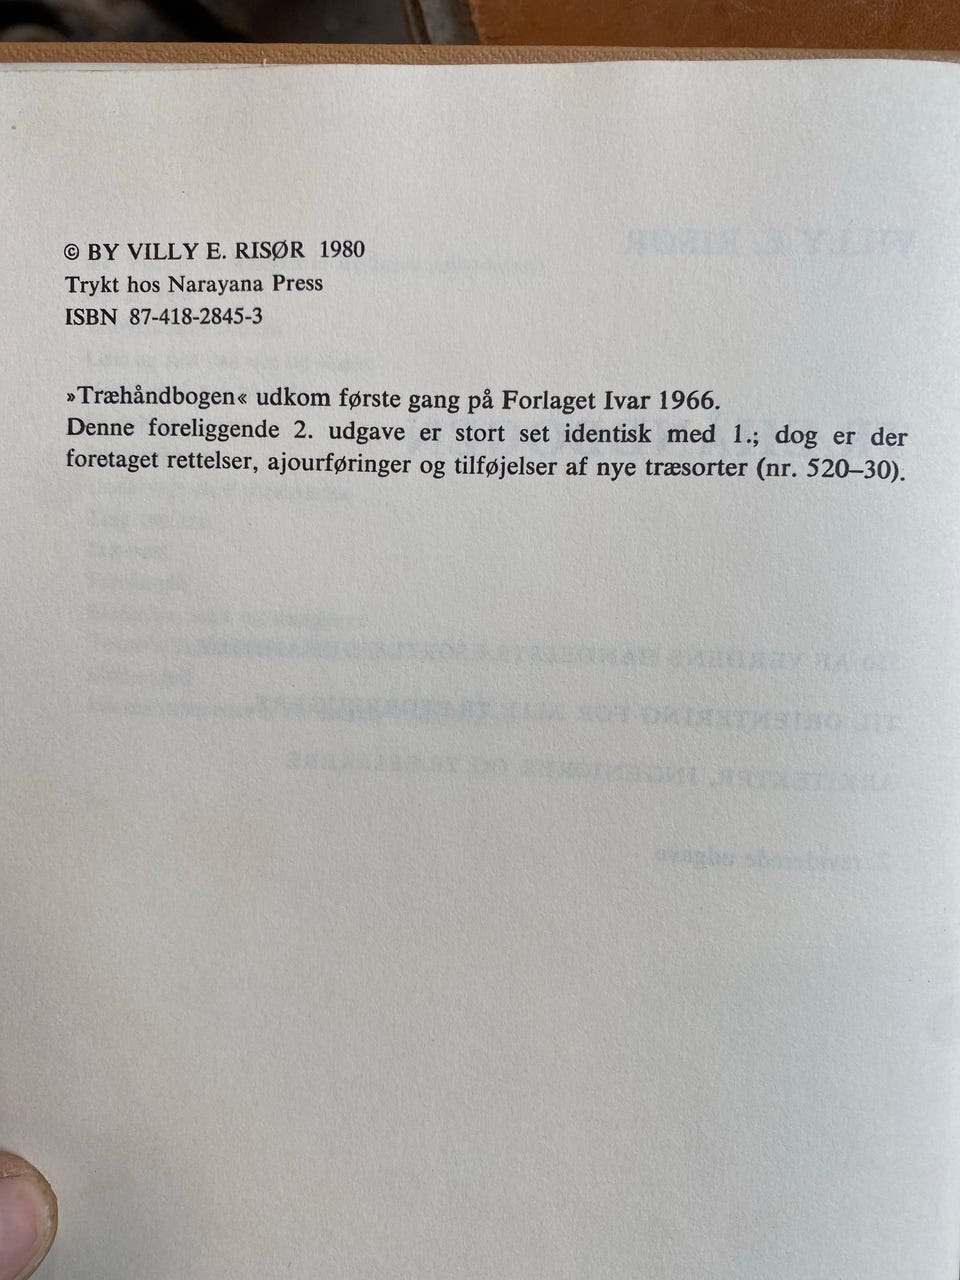 © BY VILLY E. RISØR 1980
Trykt hos Narayana Press
ISBN 87-418-2845-3
»Træhåndbogen« udkom første gang på Forlaget Ivar 1966.
Denne foreliggende 2. udgave er stort set identisk med 1.; dog er der
foretaget rettelser, ajourføringer og tilføjelser af nye træsorter (nr. 520–30).